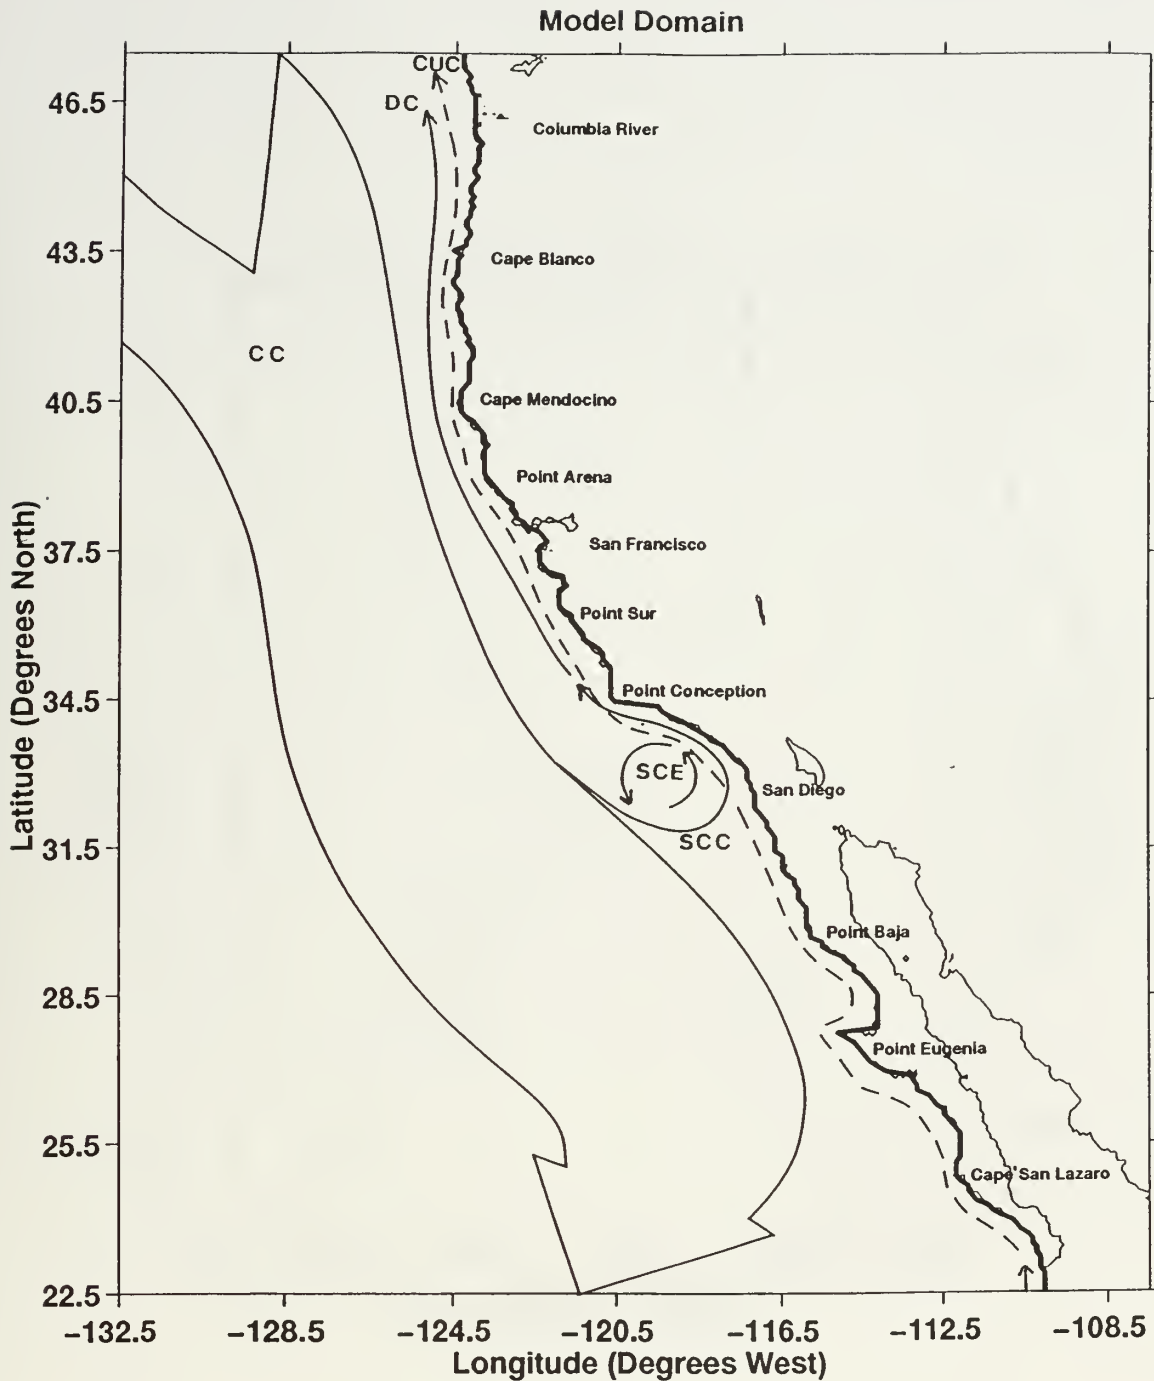 Model Domain
CUC
46.5
DC
Columbia River
43.5
Cape Blanco
CC
40.5
Cape Mendocino
Point Arena
37.5
San Francisco
Point Sur
34.5
Point Conception
SCE
San Diego
SCC
31.5
Point Baja
28.5
Point Eugenia
25.5
Cape San Lazaro
22.5
Latitude (Degrees North)
−132.5 −128.5 −124.5 −120.5 −116.5 −112.5 −108.5
Longitude (Degrees West)